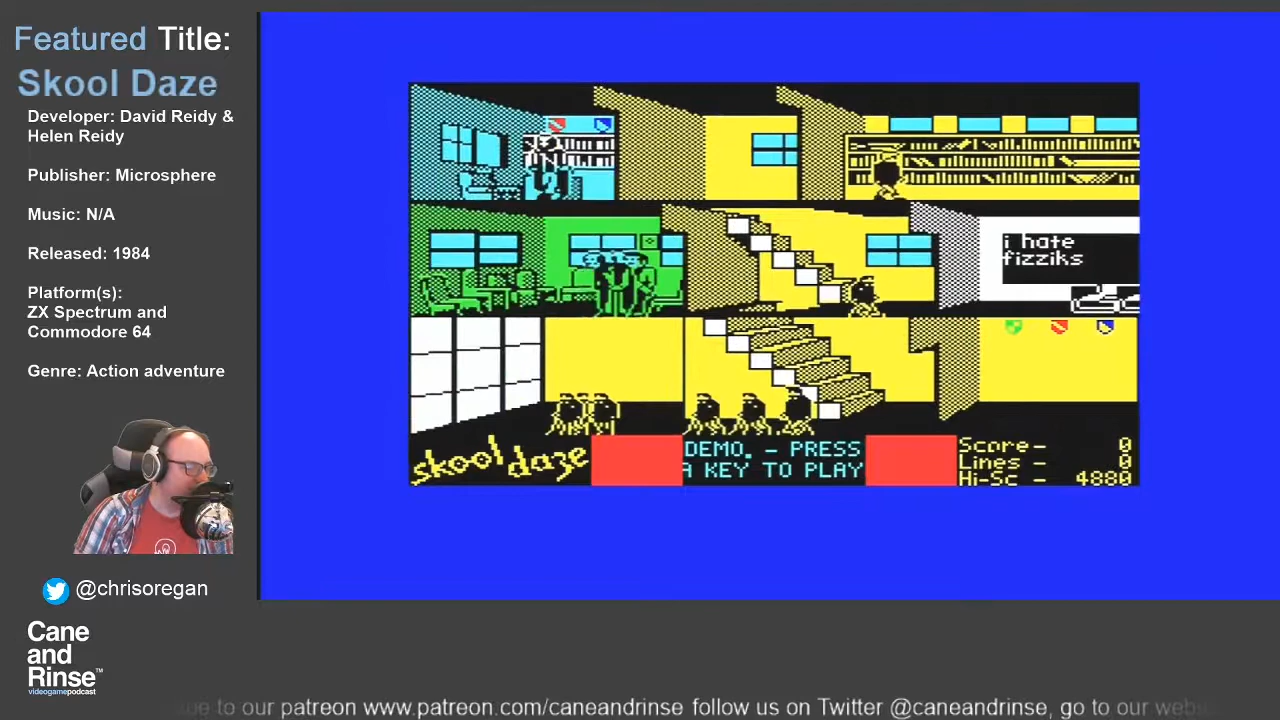 Featured Title:
Skool Daze
Developer: David Reidy &
Helen Reidy
Publisher: Microsphere
Music: N/A
Released: 1984
Platform(s):
ZX Spectrum and
Commodore 64
Genre: Action adventure
@chrisoregan
Cane
and
Rinse™
videogamepodcast
i hate
fizziks
skool daze
DEMO. - PRESS
A KEY TO PLAY
Score- 0
Lines - 0
Hi-Sc - 4880
to our patreon www.patreon.com/caneandrinse follow us on Twitter @caneandrinse, go to our